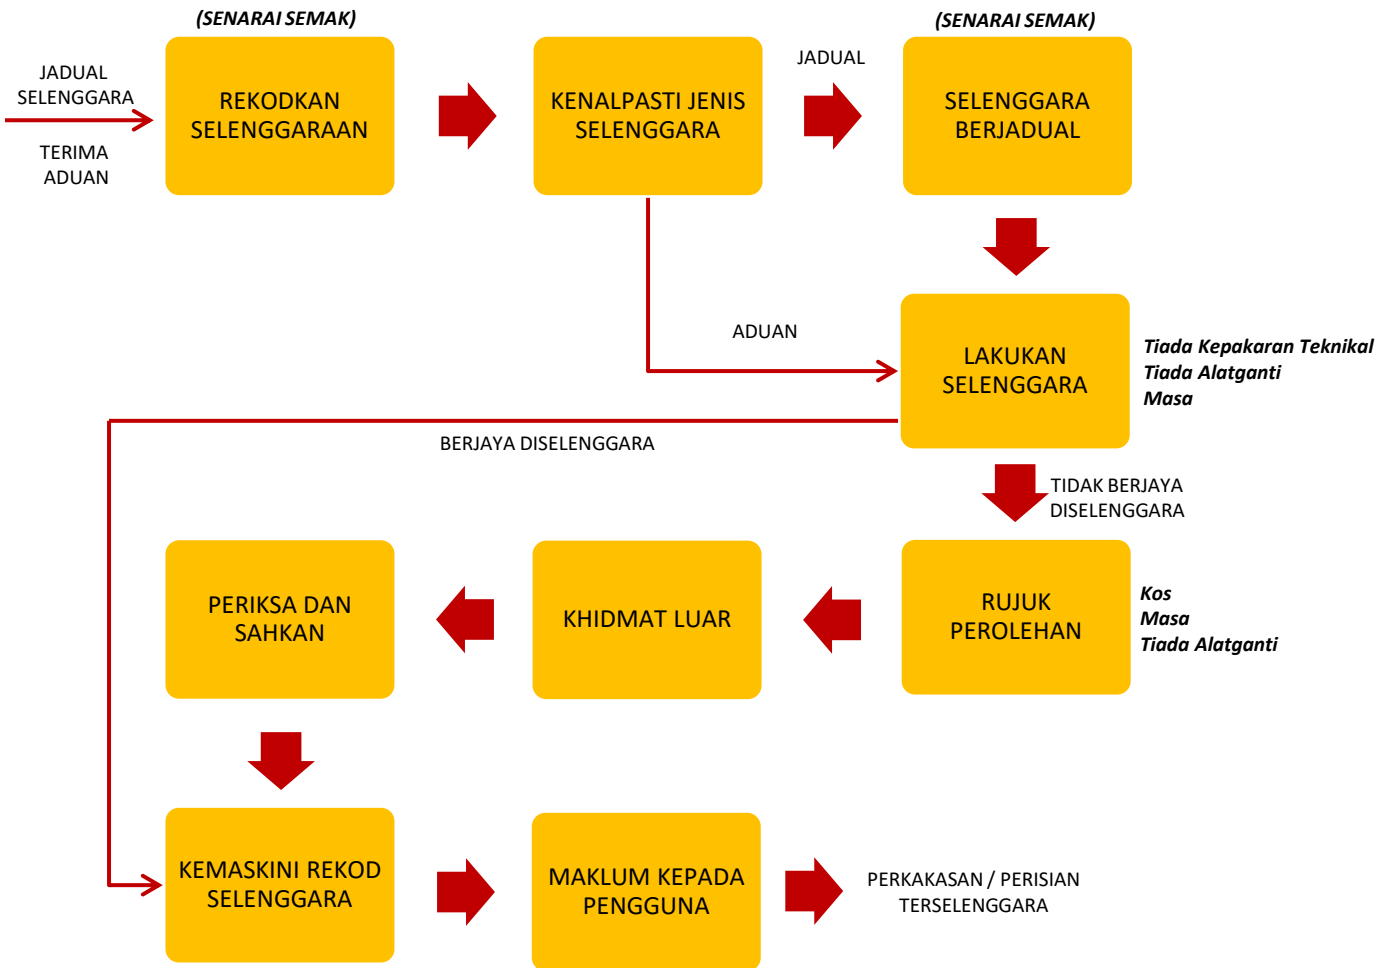 (SENARAI SEMAK)
(SENARAI SEMAK)
JADUAL
SELENGGARA
TERIMA
ADUAN
REKODKAN
SELENGGARAAN
KENALPASTI JENIS
SELENGGARA
JADUAL
SELENGGARA
BERJADUAL
ADUAN
LAKUKAN
SELENGGARA
Tiada Kepakaran Teknikal
Tiada Alatganti
Masa
BERJAYA DISELENGGARA
TIDAK BERJAYA
DISELENGGARA
PERIKSA DAN
SAHKAN
KHIDMAT LUAR
RUJUK
PEROLEHAN
Kos
Masa
Tiada Alatganti
KEMASKINI REKOD
SELENGGARA
MAKLUM KEPADA
PENGGUNA
PERKAKASAN / PERISIAN
TERSELENGGARA